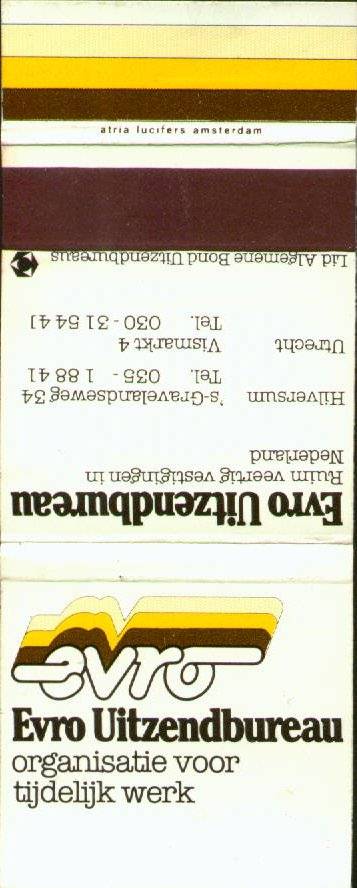 atria lucifers amsterdam
Evro Uitzendbureau
Ruim veertig vestigingen in
Nederland
Hilversum 's-Gravelandseweg 34
Tel. 035 - 1 88 41
Utrecht Vismarkt 4
Tel. 030 - 31 54 41
Lid Algemene Bond Uitzendbureaus
evro
Evro Uitzendbureau
organisatie voor
tijdelijk werk